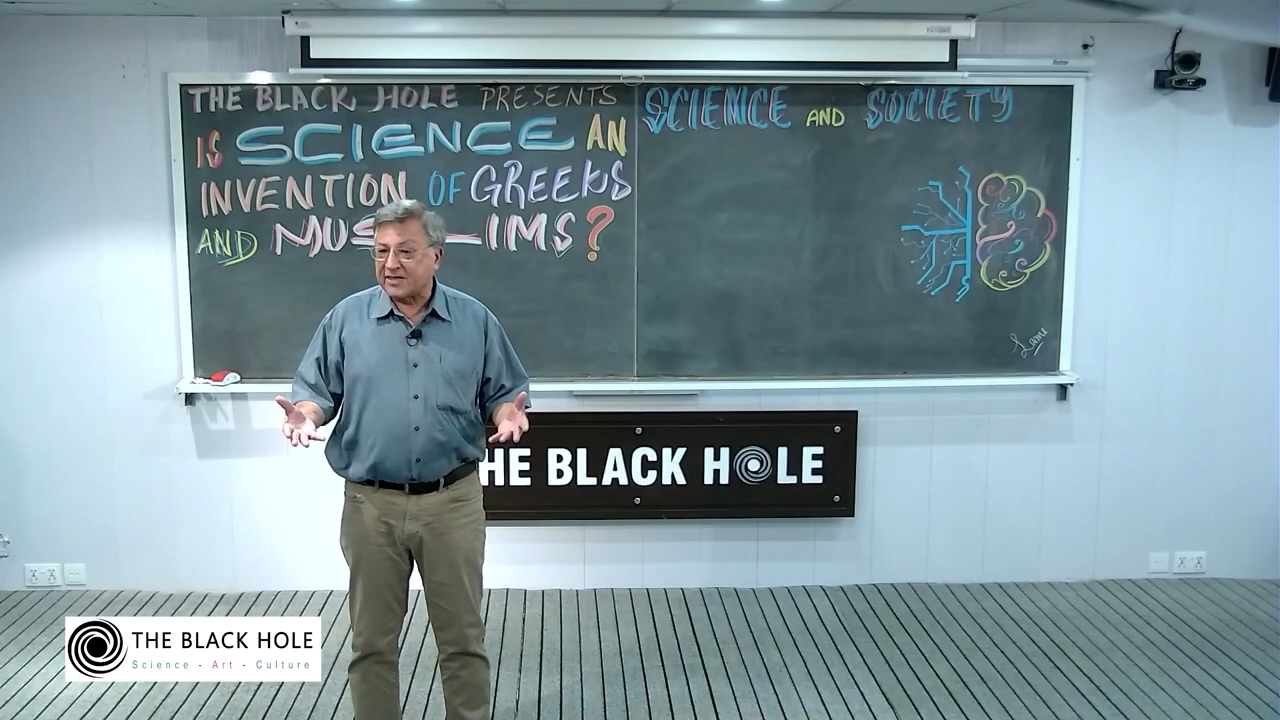 THE BLACK HOLE PRESENTS
IS SCIENCE AN
INVENTION OF GREEKS
AND MUSLIMS?
SCIENCE AND SOCIETY
HE BLACK HOLE
THE BLACK HOLE
Science - Art - Culture